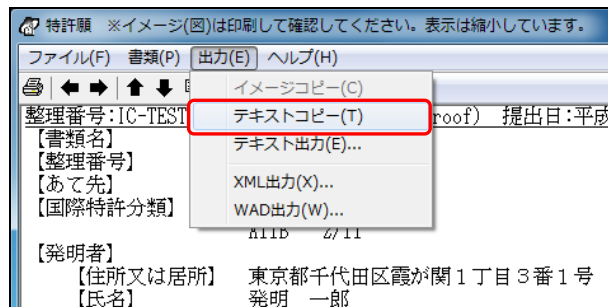 特許願 ※イメージ(図)は印刷して確認してください。表示は縮小しています。
ファイル(F) 書類(P) 出力(E) ヘルプ(H)
イメージコピー(C)
テキストコピー(T)
テキスト出力(E)...
XML出力(X)...
WAD出力(W)...
整理番号:IC-TEST roof) 提出日:平成
【書類名】
【整理番号】
【あて先】
【国際特許分類】
A11B 2/11
【発明者】
【住所又は居所】 東京都千代田区霞が関1丁目3番1号
【氏名】 発明 一郎